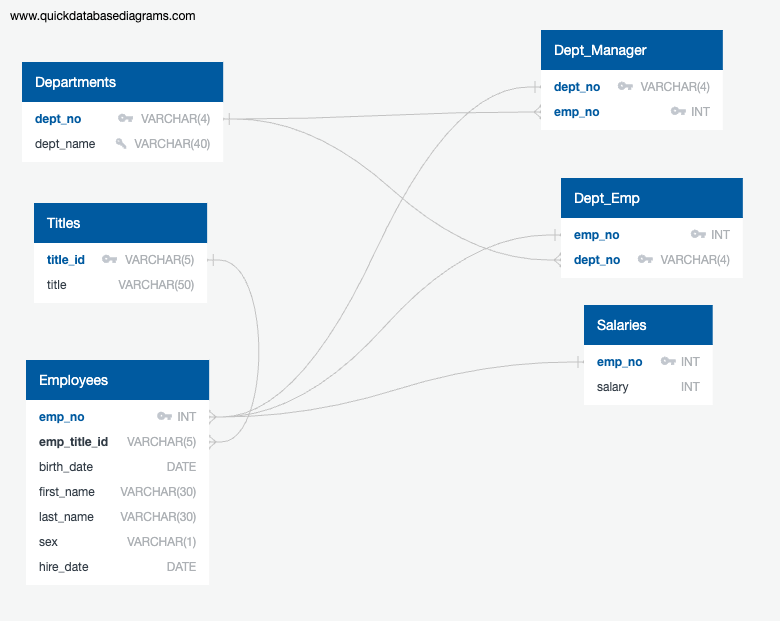 www.quickdatabasediagrams.com
Departments
dept_no VARCHAR(4)
dept_name VARCHAR(40)
Titles
title_id VARCHAR(5)
title VARCHAR(50)
Employees
emp_no INT
emp_title_id VARCHAR(5)
birth_date DATE
first_name VARCHAR(30)
last_name VARCHAR(30)
sex VARCHAR(1)
hire_date DATE
Dept_Manager
dept_no VARCHAR(4)
emp_no INT
Dept_Emp
emp_no INT
dept_no VARCHAR(4)
Salaries
emp_no INT
salary INT